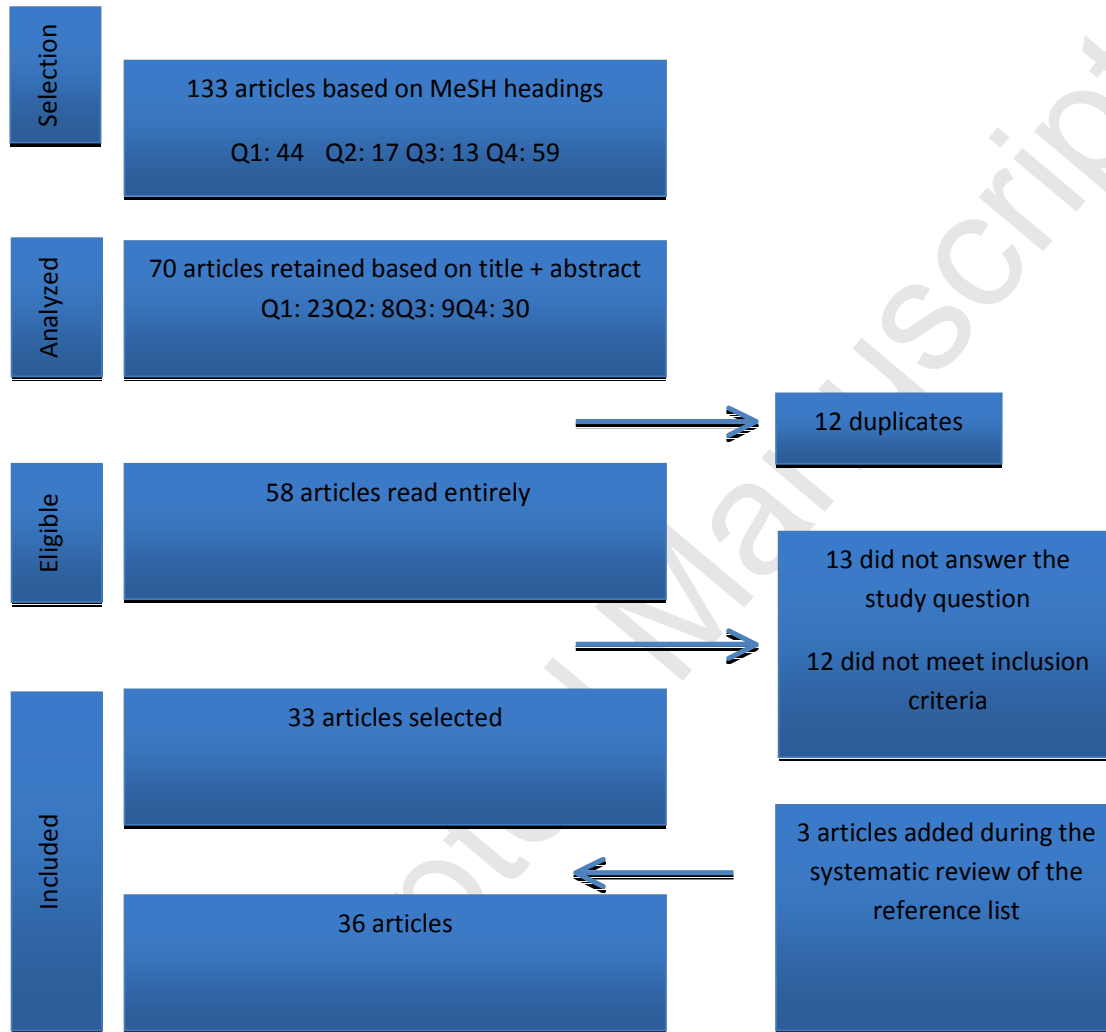 Selection
133 articles based on MeSH headings
Q1: 44 Q2: 17 Q3: 13 Q4: 59
Analyzed
70 articles retained based on title + abstract
Q1: 23Q2: 8Q3: 9Q4: 30
12 duplicates
Eligible
58 articles read entirely
13 did not answer the
study question
12 did not meet inclusion
criteria
Included
33 articles selected
3 articles added during the
systematic review of the
reference list
36 articles
Manuscript